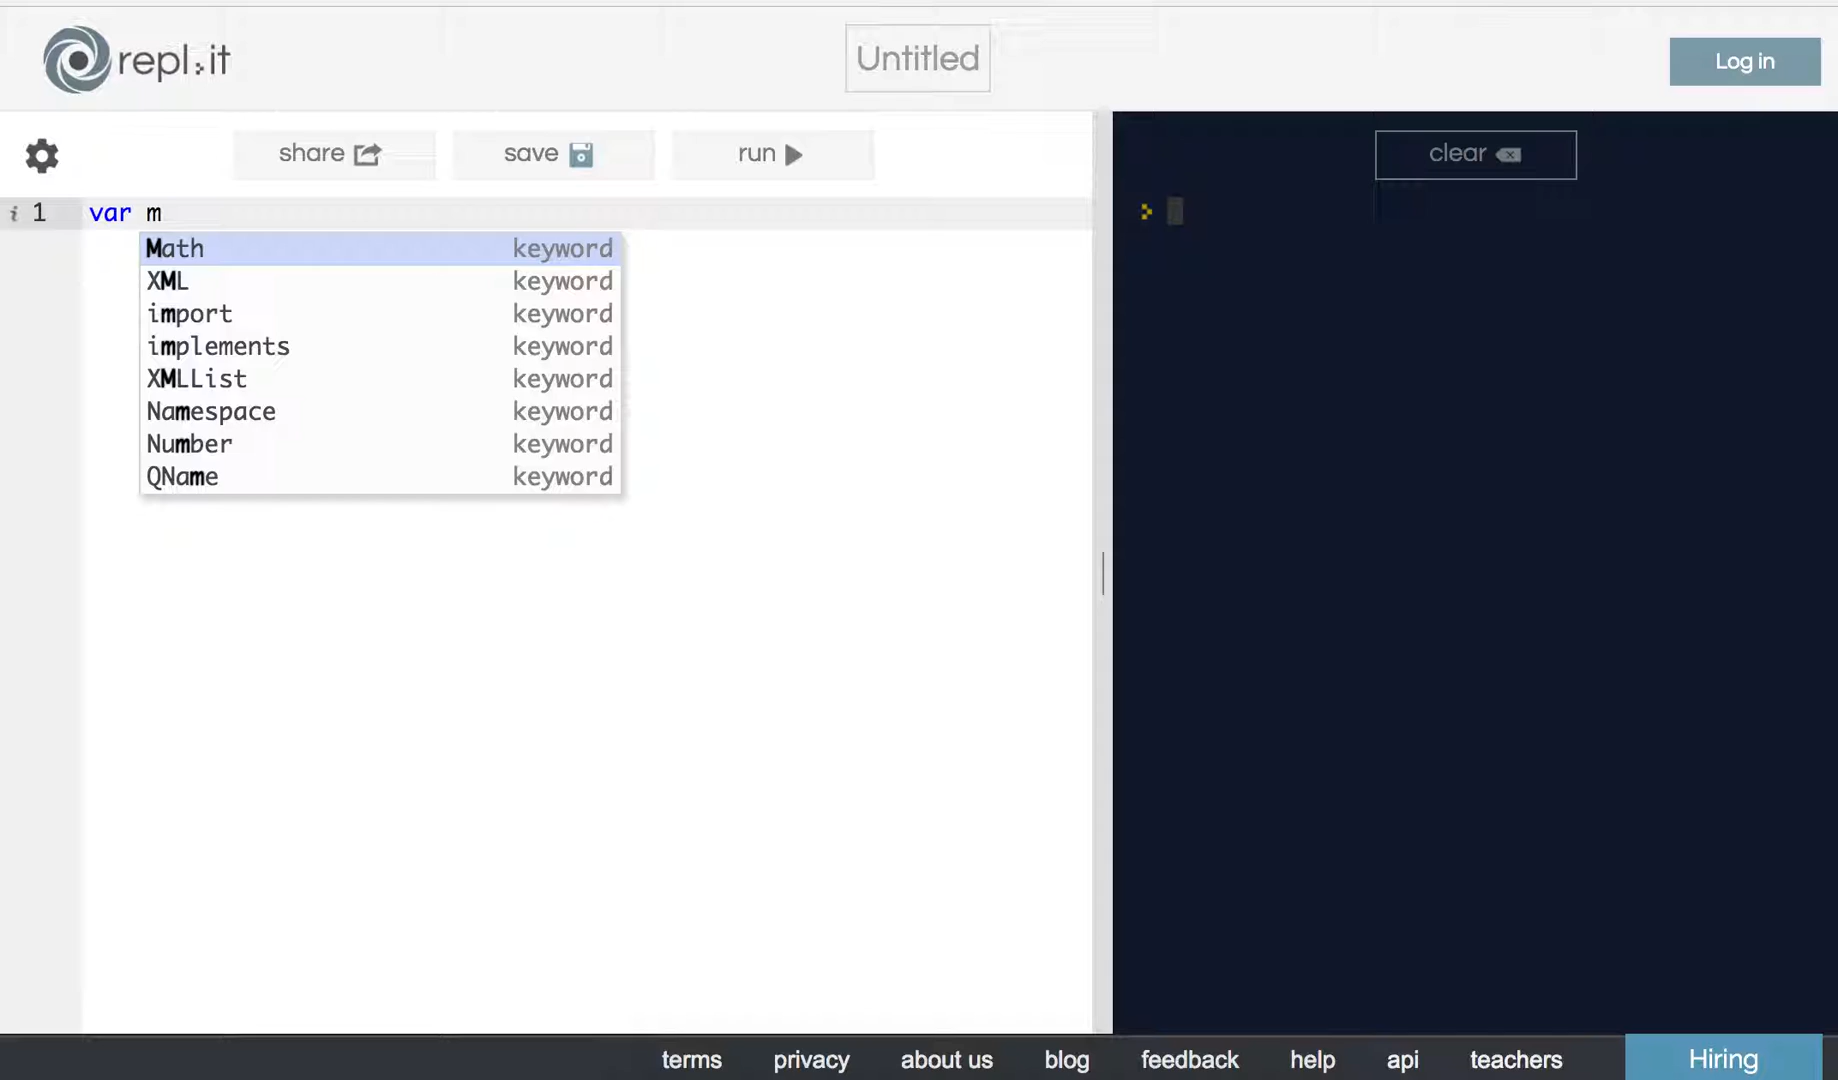 repl.it
Untitled
Log in
share
save
run
clear
i 1 var m
Math keyword
XML keyword
import keyword
implements keyword
XMLList keyword
Namespace keyword
Number keyword
QName keyword
>
terms privacy about us blog feedback help api teachers Hiring